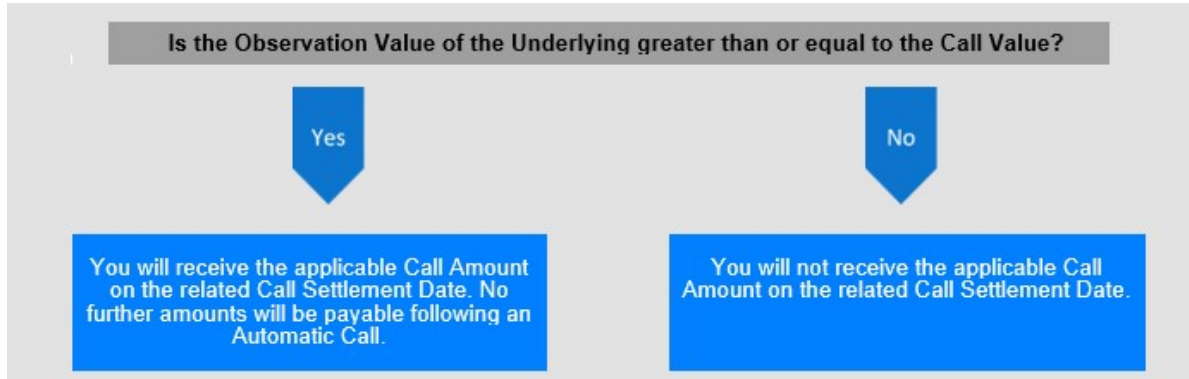 Is the Observation Value of the Underlying greater than or equal to the Call Value?
Yes
No
You will receive the applicable Call Amount
on the related Call Settlement Date. No
further amounts will be payable following an
Automatic Call.
You will not receive the applicable Call
Amount on the related Call Settlement Date.